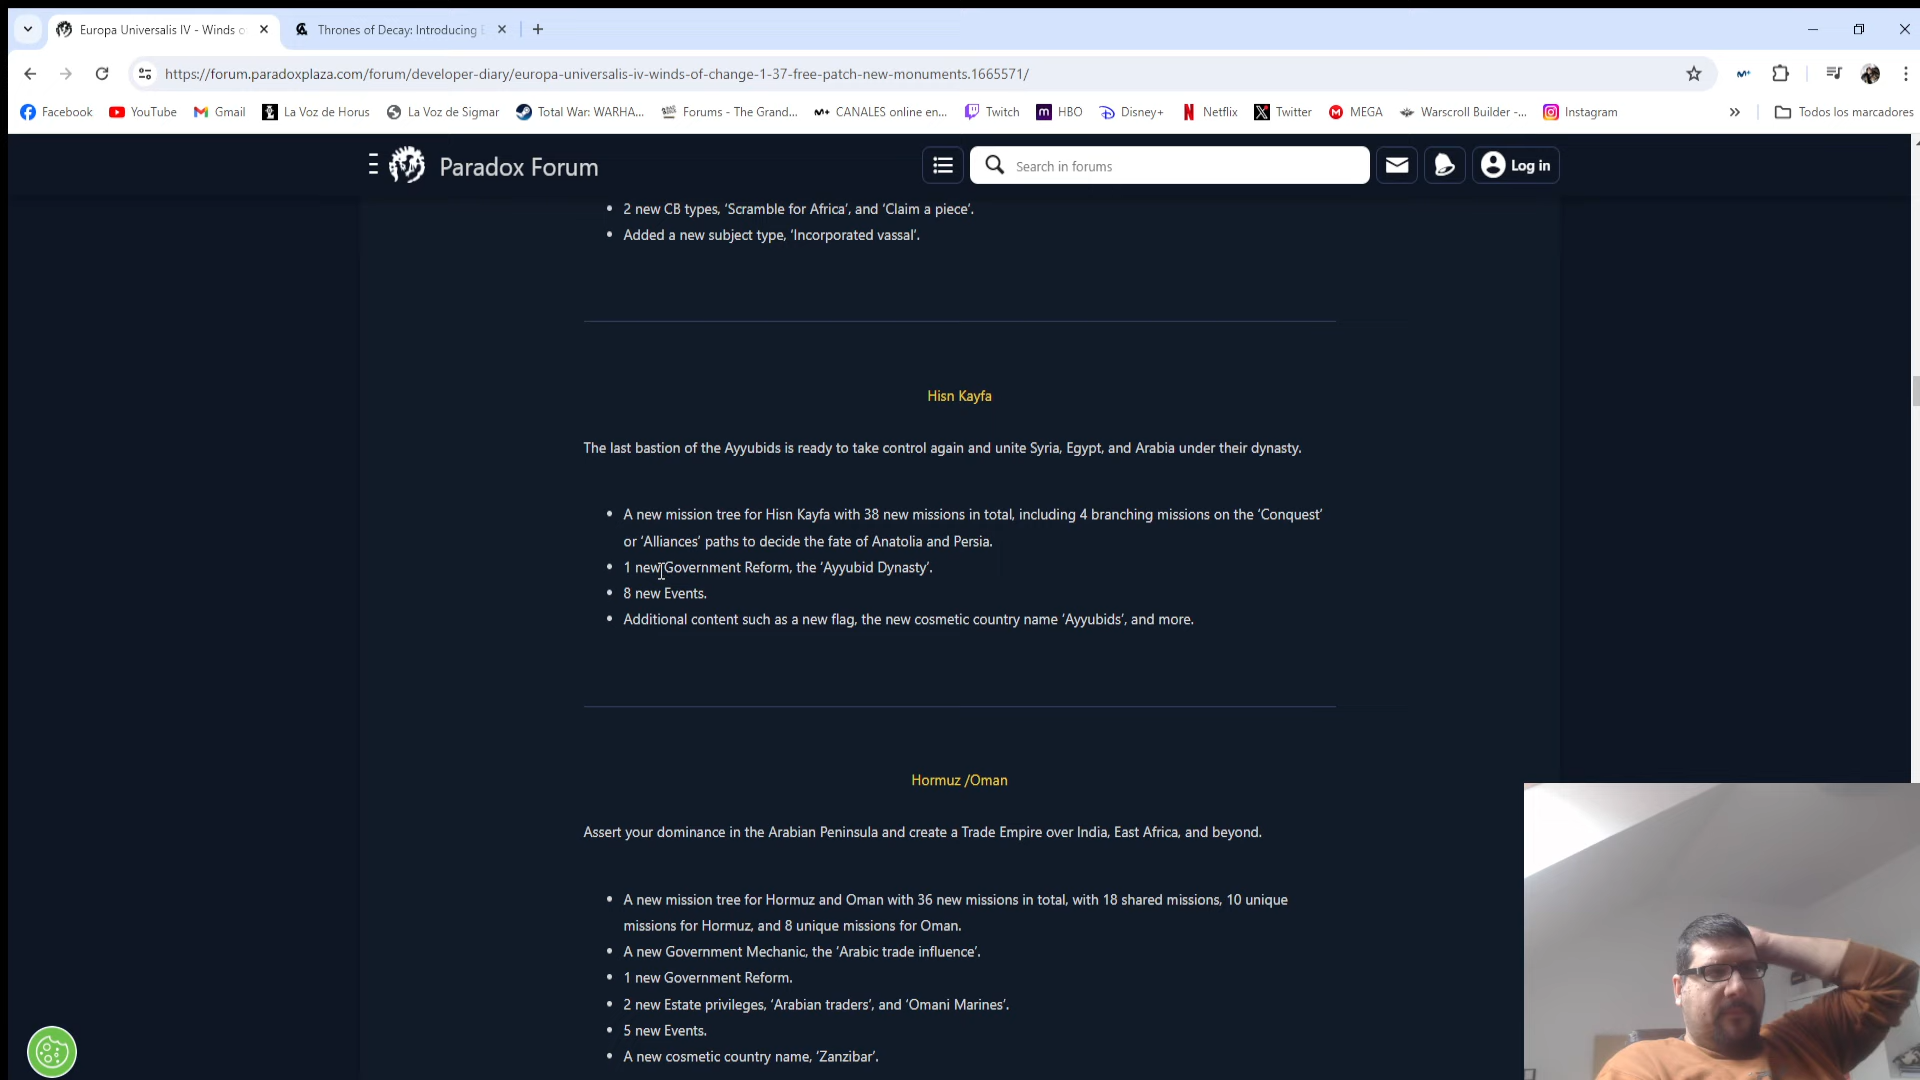 Europa Universalis IV - Winds o
Thrones of Decay: Introducing E
https://forum.paradoxplaza.com/forum/developer-diary/europa-universalis-iv-winds-of-change-1-37-free-patch-new-monuments.1665571/
Facebook YouTube Gmail La Voz de Horus La Voz de Sigmar Total War: WARHA... Forums - The Grand... CANALES online en... Twitch HBO Disney+ Netflix Twitter MEGA Warscroll Builder -... Instagram » Todos los marcadores
Paradox Forum Search in forums Log in
• 2 new CB types, ‘Scramble for Africa’, and ‘Claim a piece’.
• Added a new subject type, ‘Incorporated vassal’.
Hisn Kayfa
The last bastion of the Ayyubids is ready to take control again and unite Syria, Egypt, and Arabia under their dynasty.
• A new mission tree for Hisn Kayfa with 38 new missions in total, including 4 branching missions on the ‘Conquest’
or ‘Alliances’ paths to decide the fate of Anatolia and Persia.
• 1 new Government Reform, the ‘Ayyubid Dynasty’.
• 8 new Events.
• Additional content such as a new flag, the new cosmetic country name ‘Ayyubids’, and more.
Hormuz /Oman
Assert your dominance in the Arabian Peninsula and create a Trade Empire over India, East Africa, and beyond.
• A new mission tree for Hormuz and Oman with 36 new missions in total, with 18 shared missions, 10 unique
missions for Hormuz, and 8 unique missions for Oman.
• A new Government Mechanic, the ‘Arabic trade influence’.
• 1 new Government Reform.
• 2 new Estate privileges, ‘Arabian traders’, and ‘Omani Marines’.
• 5 new Events.
• A new cosmetic country name, ‘Zanzibar’.